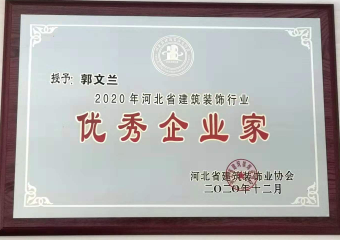 授予：郭文兰
2020年河北省建筑装饰行业
优秀企业家
河北省建筑装饰业协会
二〇二〇年十二月